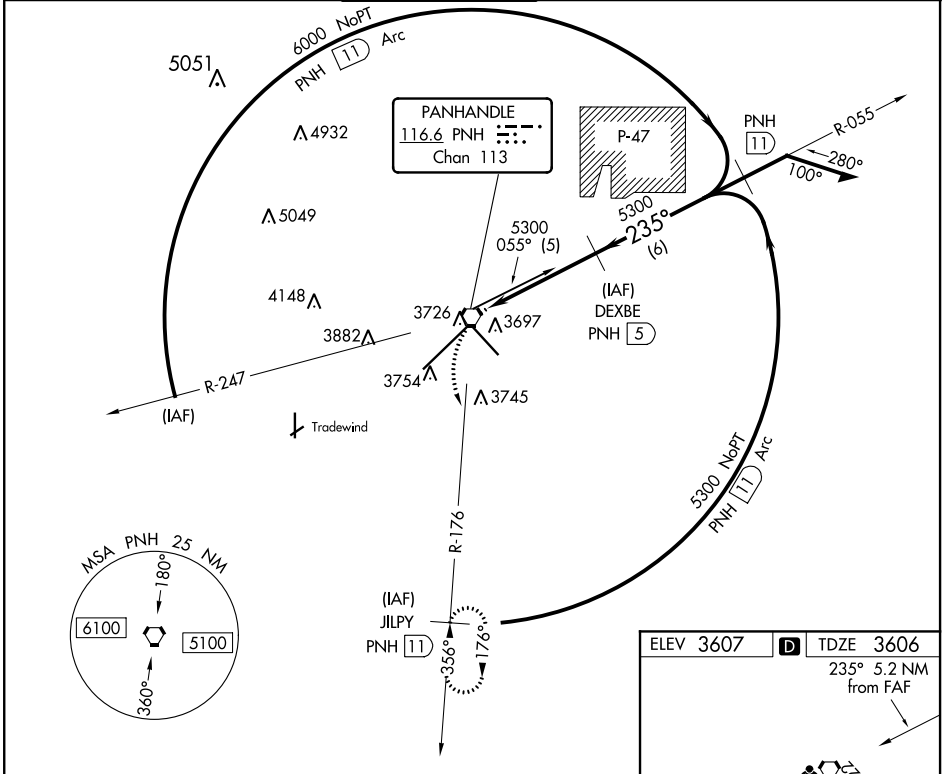 6000 NoPT
PNH 11 Arc
5051
4932
PANHANDLE
116.6 PNH
Chan 113
P-47
PNH
11
R-055
280°
100°
5049
5300
055° (5)
5300
235°
(6)
(IAF)
DEXBE
PNH 5
4148
3726
3697
3882
3754
3745
R-247
(IAF)
Tradewind
5300 NoPT
PNH 11 Arc
R-176
MSA PNH 25 NM
180°
6100
5100
360°
(IAF)
JILPY
PNH 11
356°
176°
ELEV 3607
D
TDZE 3606
235° 5.2 NM
from FAF